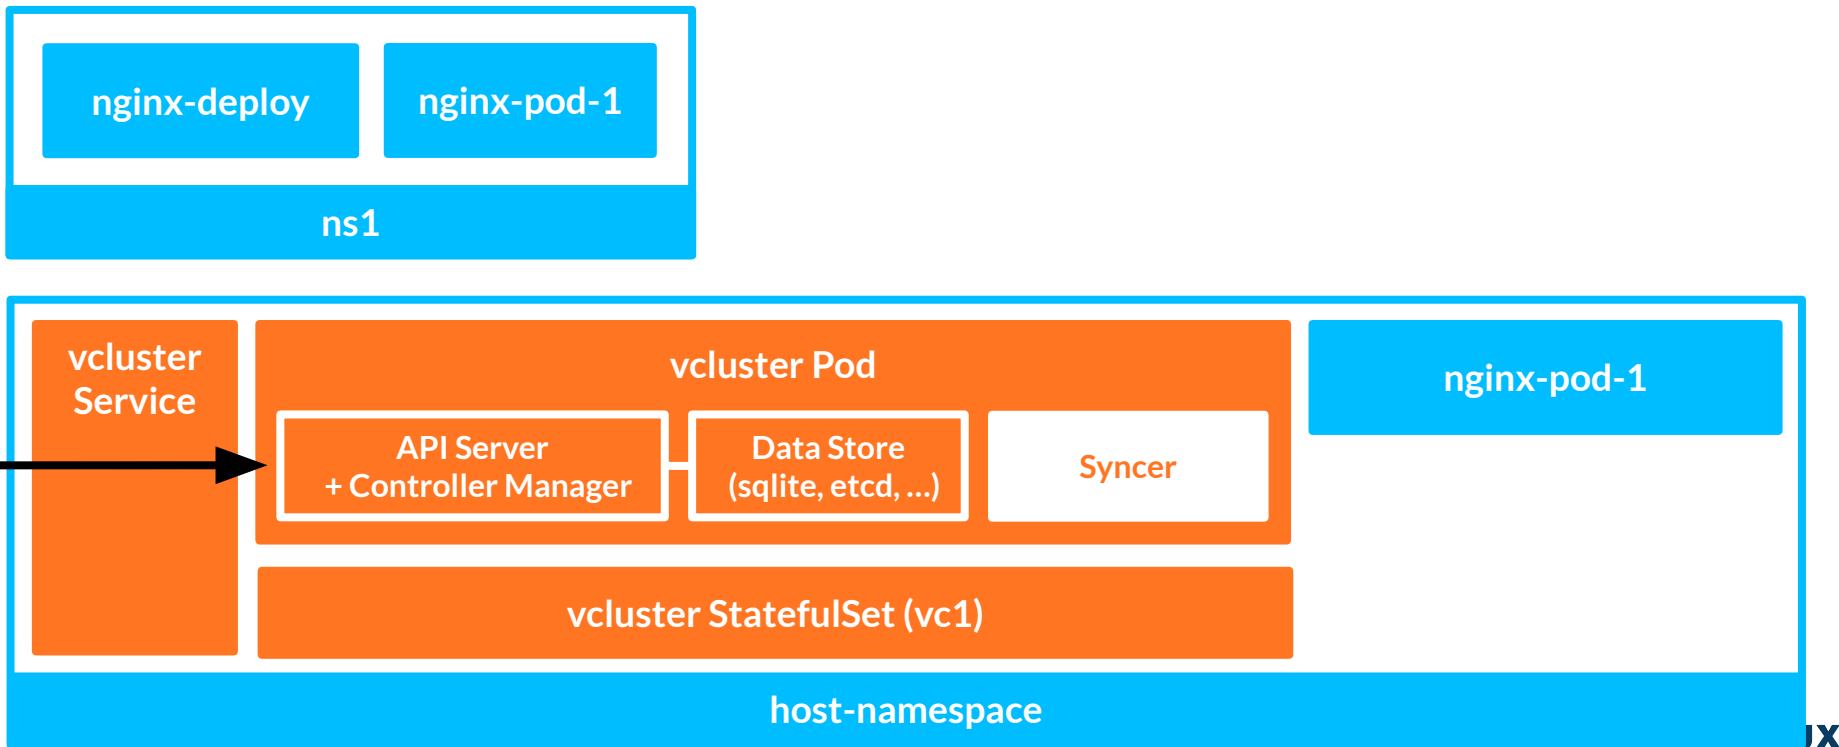 nginx-deploy
nginx-pod-1
ns1
vcluster
Service
vcluster Pod
API Server
+ Controller Manager
Data Store
(sqlite, etcd, ...)
Syncer
nginx-pod-1
vcluster StatefulSet (vc1)
host-namespace